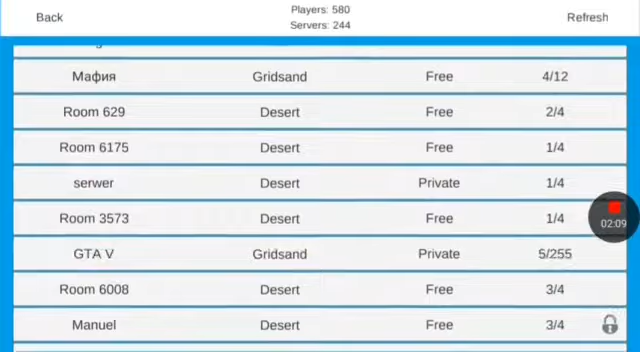 Back Players: 580 Refresh
Servers: 244
Мафия Gridsand Free 4/12
Room 629 Desert Free 2/4
Room 6175 Desert Free 1/4
serwer Desert Private 1/4
Room 3573 Desert Free 1/4
02:09
GTA V Gridsand Private 5/255
Room 6008 Desert Free 3/4
Manuel Desert Free 3/4